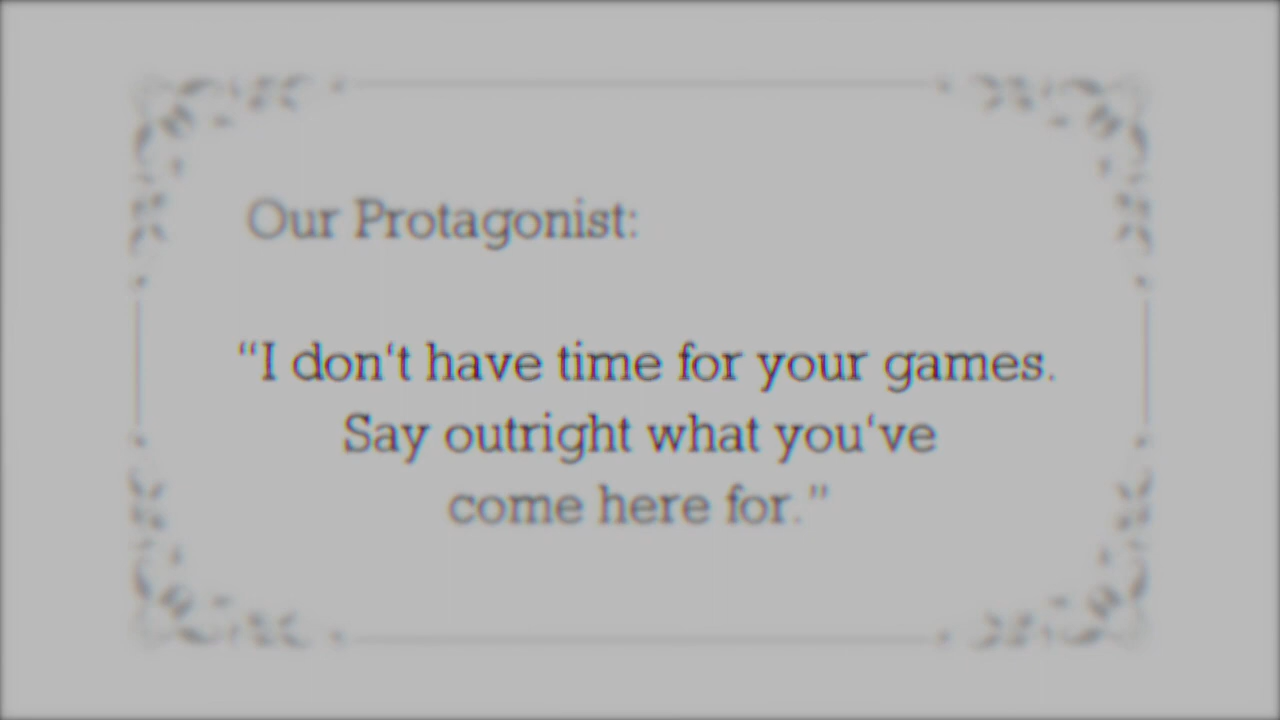 Our Protagonist:
“I don‘t have time for your games.
Say outright what you‘ve
come here for.”